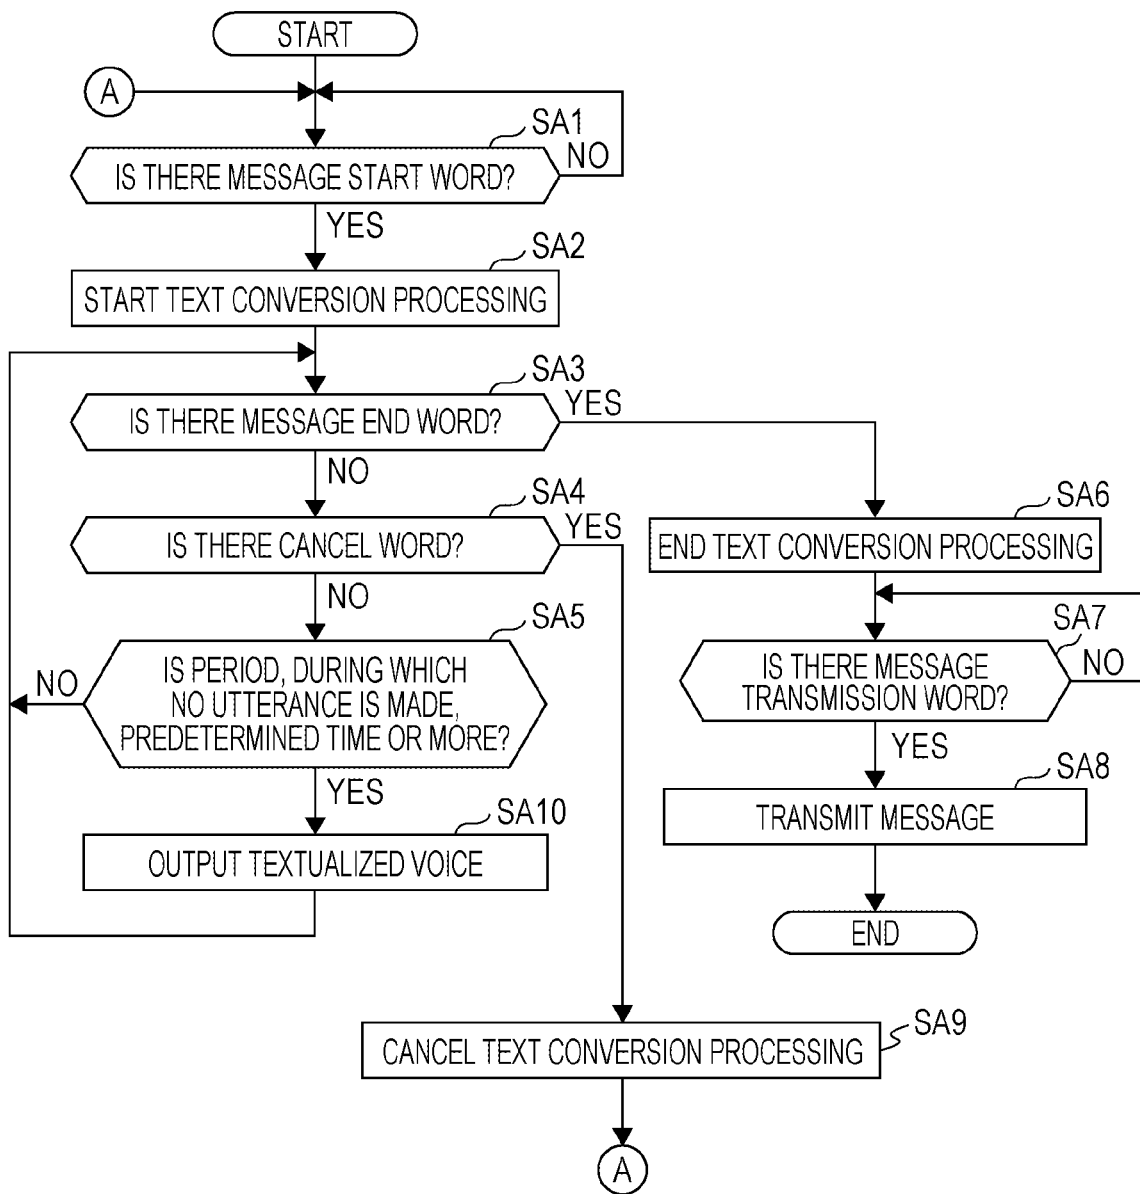 START
A
SA1
IS THERE MESSAGE START WORD?
NO
YES
SA2
START TEXT CONVERSION PROCESSING
SA3
IS THERE MESSAGE END WORD?
YES
NO
SA4
IS THERE CANCEL WORD?
YES
NO
SA5
IS PERIOD, DURING WHICH
NO UTTERANCE IS MADE,
PREDETERMINED TIME OR MORE?
NO
YES
SA10
OUTPUT TEXTUALIZED VOICE
SA6
END TEXT CONVERSION PROCESSING
SA7
IS THERE MESSAGE
TRANSMISSION WORD?
NO
YES
SA8
TRANSMIT MESSAGE
END
SA9
CANCEL TEXT CONVERSION PROCESSING
A